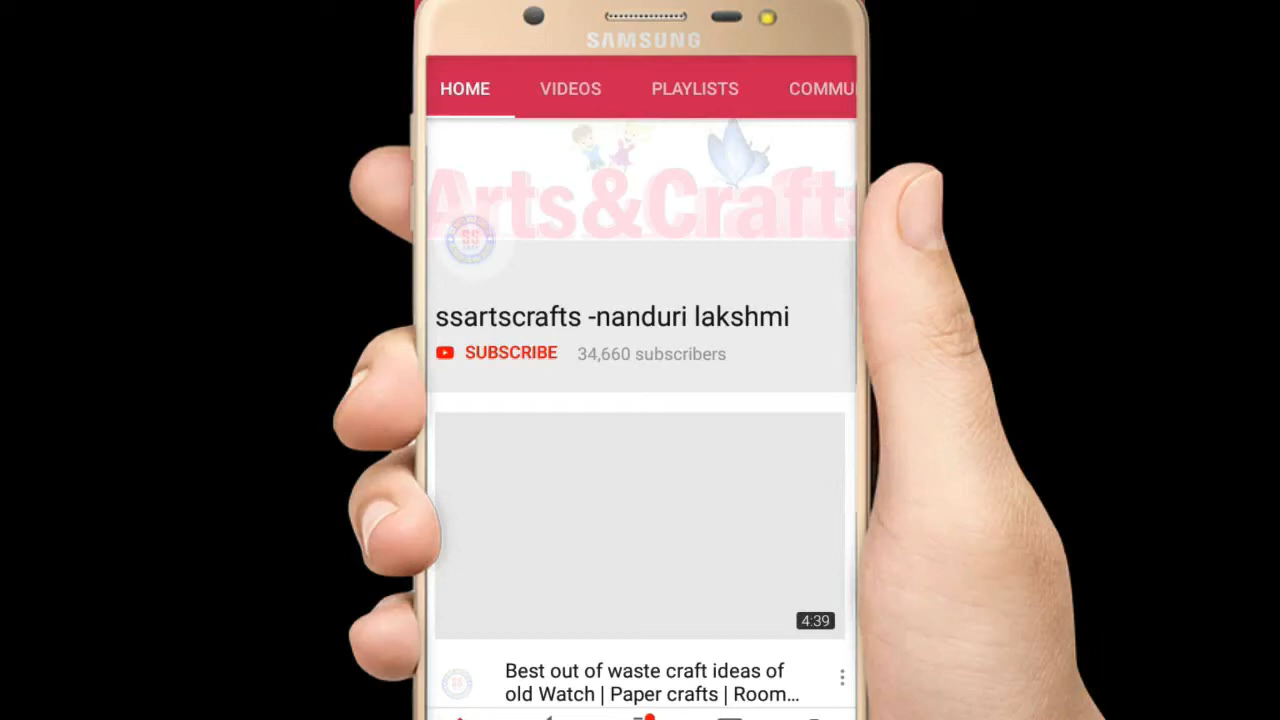 SAMSUNG
HOME VIDEOS PLAYLISTS COMMU
Arts&Crafts
SS
ssartscrafts -nanduri lakshmi
SUBSCRIBE 34,660 subscribers
4:39
Best out of waste craft ideas of
old Watch | Paper crafts | Room...